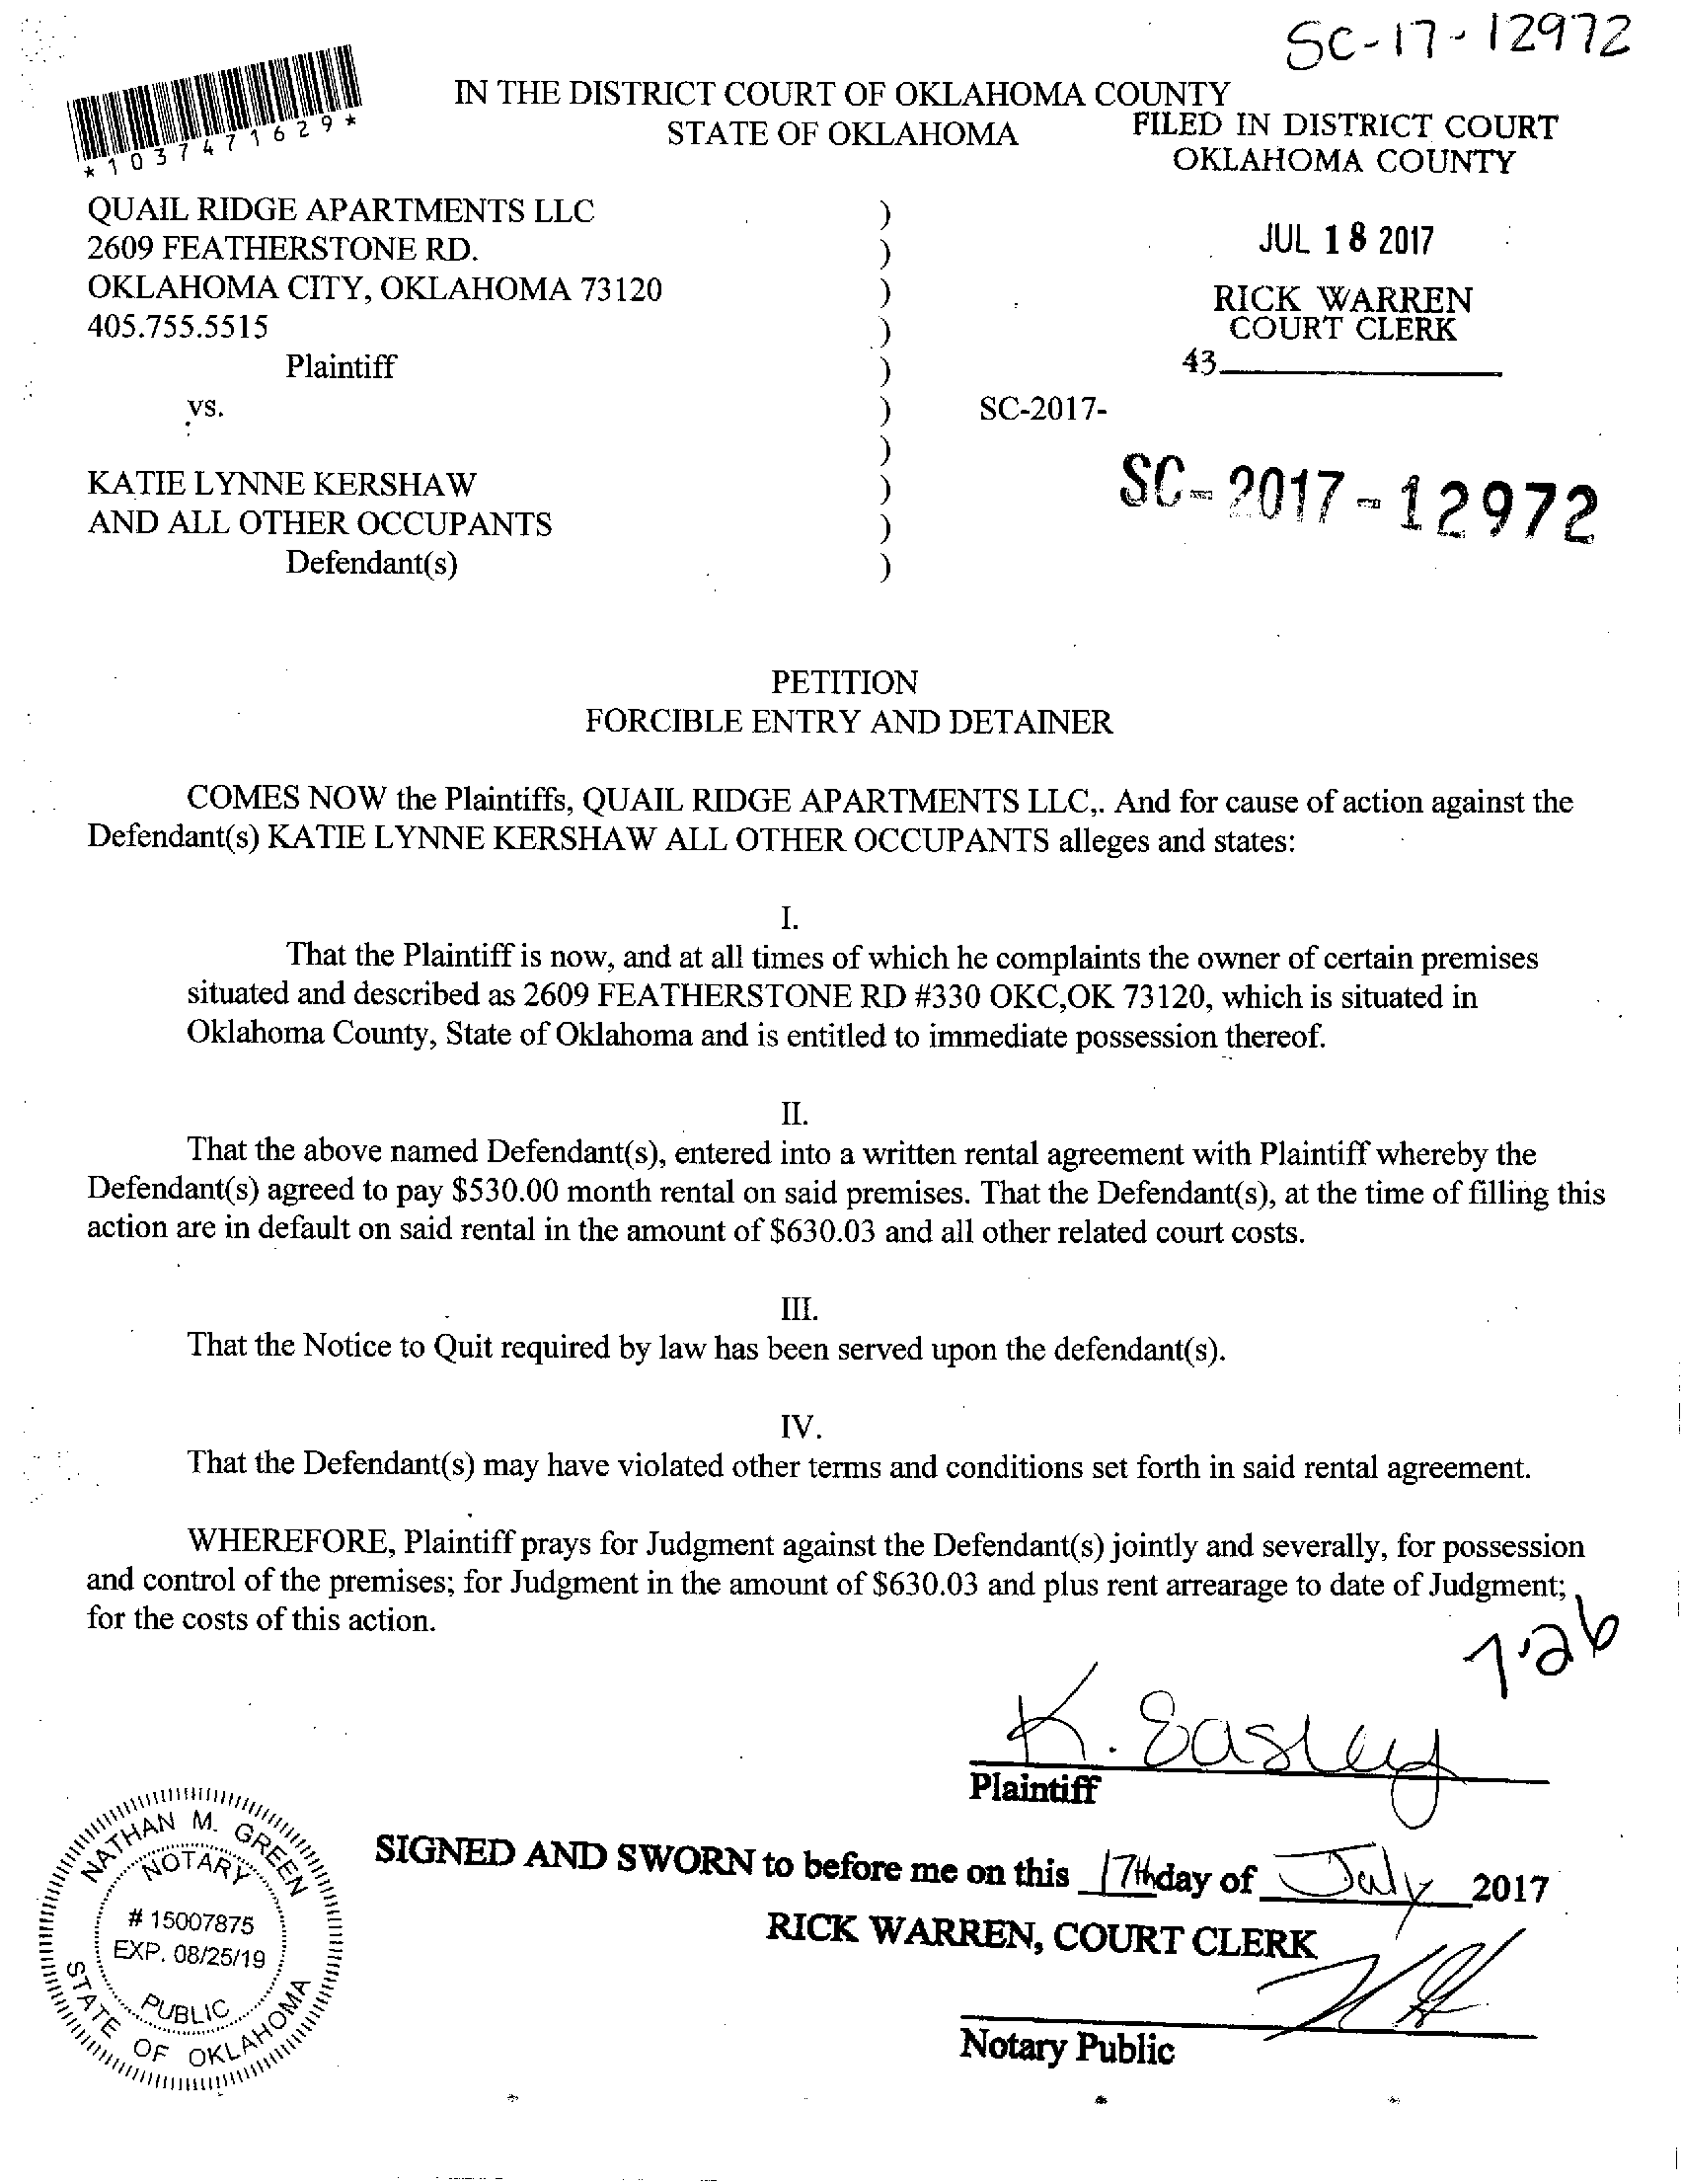 SC-17-12972
*1037471629*
IN THE DISTRICT COURT OF OKLAHOMA COUNTY
STATE OF OKLAHOMA
FILED IN DISTRICT COURT
OKLAHOMA COUNTY
JUL 18 2017
RICK WARREN
COURT CLERK
43
QUAIL RIDGE APARTMENTS LLC )
2609 FEATHERSTONE RD. )
OKLAHOMA CITY, OKLAHOMA 73120 )
405.755.5515 )
Plaintiff )
vs. ) SC-2017-
)
KATIE LYNNE KERSHAW )
AND ALL OTHER OCCUPANTS )
Defendant(s) )
SC-2017-12972
PETITION
FORCIBLE ENTRY AND DETAINER
COMES NOW the Plaintiffs, QUAIL RIDGE APARTMENTS LLC,. And for cause of action against the
Defendant(s) KATIE LYNNE KERSHAW ALL OTHER OCCUPANTS alleges and states:
I.
That the Plaintiff is now, and at all times of which he complaints the owner of certain premises
situated and described as 2609 FEATHERSTONE RD #330 OKC,OK 73120, which is situated in
Oklahoma County, State of Oklahoma and is entitled to immediate possession thereof.
II.
That the above named Defendant(s), entered into a written rental agreement with Plaintiff whereby the
Defendant(s) agreed to pay $530.00 month rental on said premises. That the Defendant(s), at the time of filling this
action are in default on said rental in the amount of $630.03 and all other related court costs.
III.
That the Notice to Quit required by law has been served upon the defendant(s).
IV.
That the Defendant(s) may have violated other terms and conditions set forth in said rental agreement.
WHEREFORE, Plaintiff prays for Judgment against the Defendant(s) jointly and severally, for possession
and control of the premises; for Judgment in the amount of $630.03 and plus rent arrearage to date of Judgment;
for the costs of this action.
7-26
K. Easley
Plaintiff
SIGNED AND SWORN to before me on this 17th day of July 2017
RICK WARREN, COURT CLERK
Notary Public
NATHAN M. GREEN
NOTARY
# 15007875
EXP. 08/25/19
PUBLIC
STATE OF OKLAHOMA